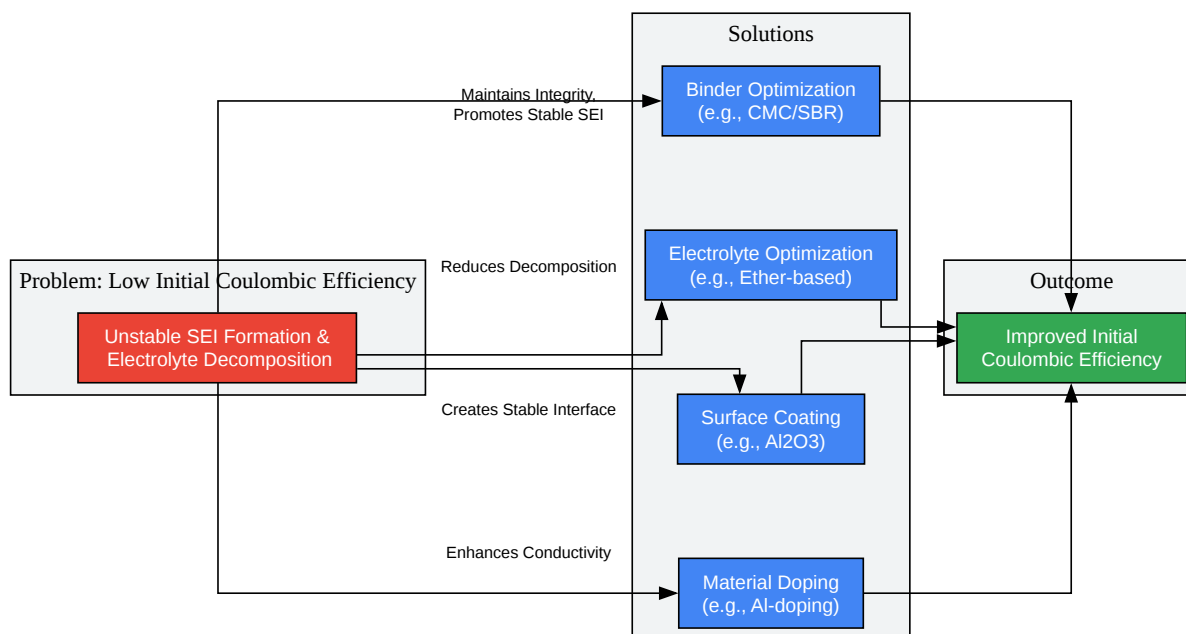 Solutions
Maintains Integrity,
Promotes Stable SEI
Binder Optimization
(e.g., CMC/SBR)
Reduces Decomposition
Electrolyte Optimization
(e.g., Ether-based)
Problem: Low Initial Coulombic Efficiency
Unstable SEI Formation &
Electrolyte Decomposition
Outcome
Improved Initial
Coulombic Efficiency
Creates Stable Interface
Surface Coating
(e.g., Al2O3)
Enhances Conductivity
Material Doping
(e.g., Al-doping)